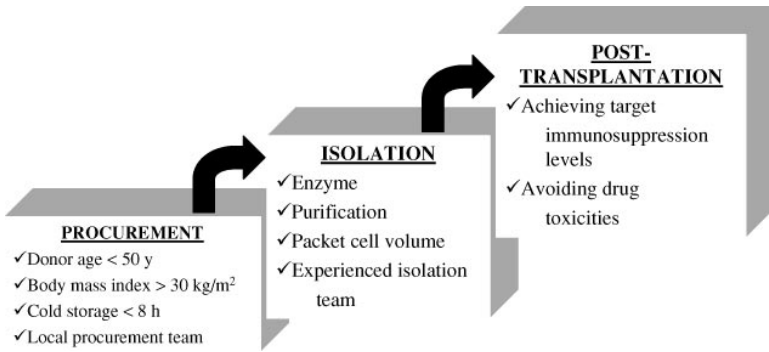 PROCUREMENT
✓Donor age < 50 y
✓Body mass index > 30 kg/m²
✓Cold storage < 8 h
✓Local procurement team
ISOLATION
✓Enzyme
✓Purification
✓Packet cell volume
✓Experienced isolation
team
POST-
TRANSPLANTATION
✓Achieving target
immunosuppression
levels
✓Avoiding drug
toxicities